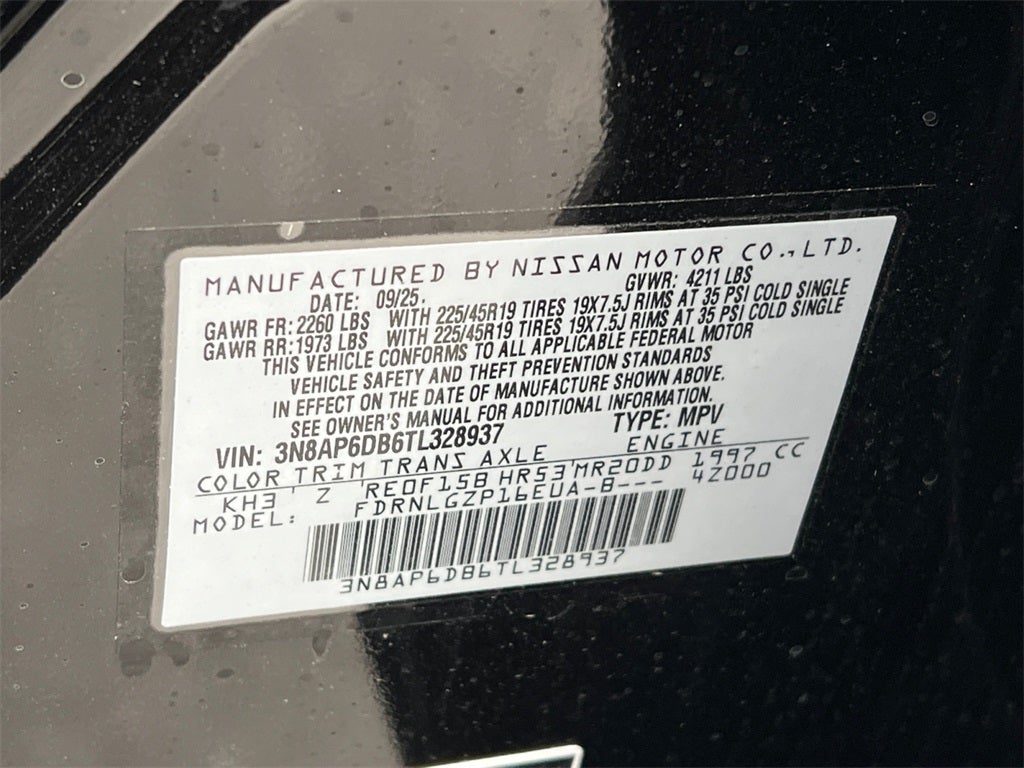 MANUFACTURED BY NISSAN MOTOR CO., LTD.
DATE: 09/25. GVWR: 4211 LBS
GAWR FR: 2260 LBS WITH 225/45R19 TIRES 19X7.5J RIMS AT 35 PSI COLD SINGLE
GAWR RR: 1973 LBS WITH 225/45R19 TIRES 19X7.5J RIMS AT 35 PSI COLD SINGLE
THIS VEHICLE CONFORMS TO ALL APPLICABLE FEDERAL MOTOR
VEHICLE SAFETY AND THEFT PREVENTION STANDARDS
IN EFFECT ON THE DATE OF MANUFACTURE SHOWN ABOVE.
SEE OWNER'S MANUAL FOR ADDITIONAL INFORMATION.
VIN: 3N8AP6DB6TL328937 TYPE: MPV
COLOR TRIM TRANS AXLE ENGINE
KH3 Z RE0F15B HR53 MR20DD 1997 CC
MODEL: FDRNLGZP16EUA-B--- 4Z000
3N8AP6DB6TL328937